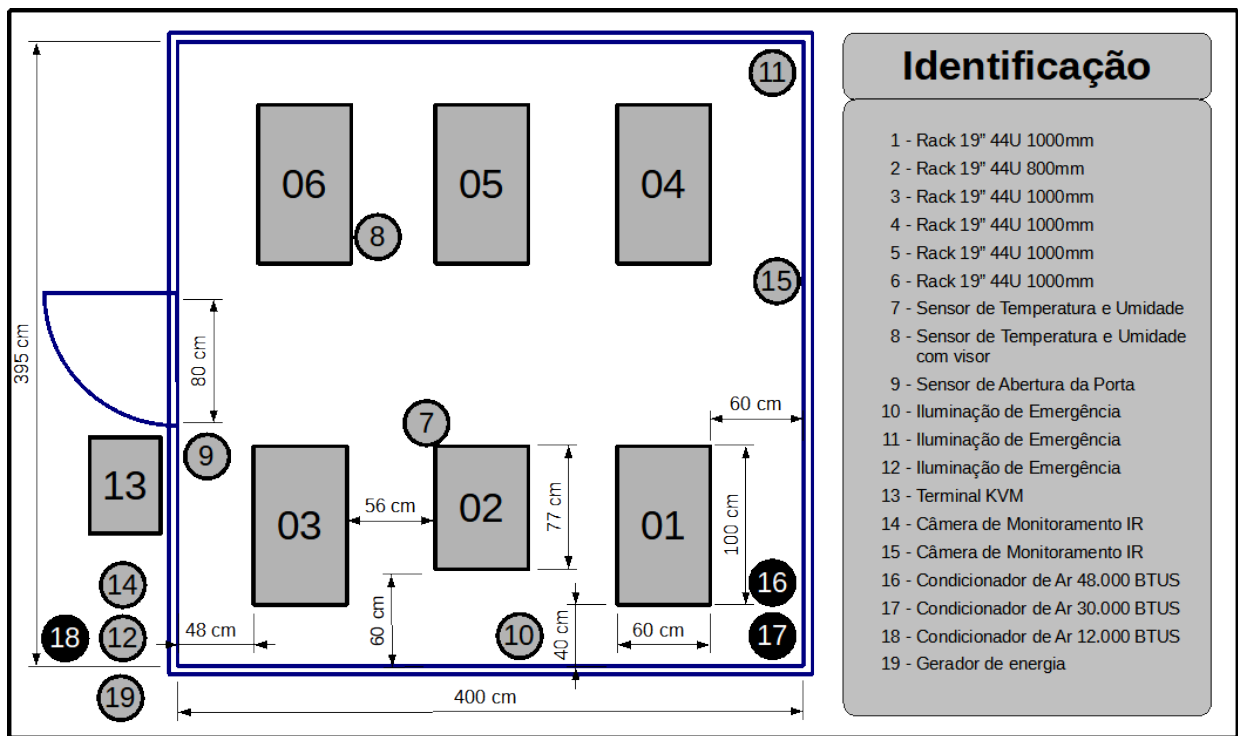 11
Identificação
06
05
04
8
15
395 cm
80 cm
60 cm
7
9
13
03
56 cm
02
77 cm
01
100 cm
14
16
18
12
48 cm
60 cm
10
40 cm
60 cm
17
19
400 cm
1 - Rack 19” 44U 1000mm
2 - Rack 19” 44U 800mm
3 - Rack 19” 44U 1000mm
4 - Rack 19” 44U 1000mm
5 - Rack 19” 44U 1000mm
6 - Rack 19” 44U 1000mm
7 - Sensor de Temperatura e Umidade
8 - Sensor de Temperatura e Umidade
com visor
9 - Sensor de Abertura da Porta
10 - Iluminação de Emergência
11 - Iluminação de Emergência
12 - Iluminação de Emergência
13 - Terminal KVM
14 - Câmera de Monitoramento IR
15 - Câmera de Monitoramento IR
16 - Condicionador de Ar 48.000 BTUS
17 - Condicionador de Ar 30.000 BTUS
18 - Condicionador de Ar 12.000 BTUS
19 - Gerador de energia